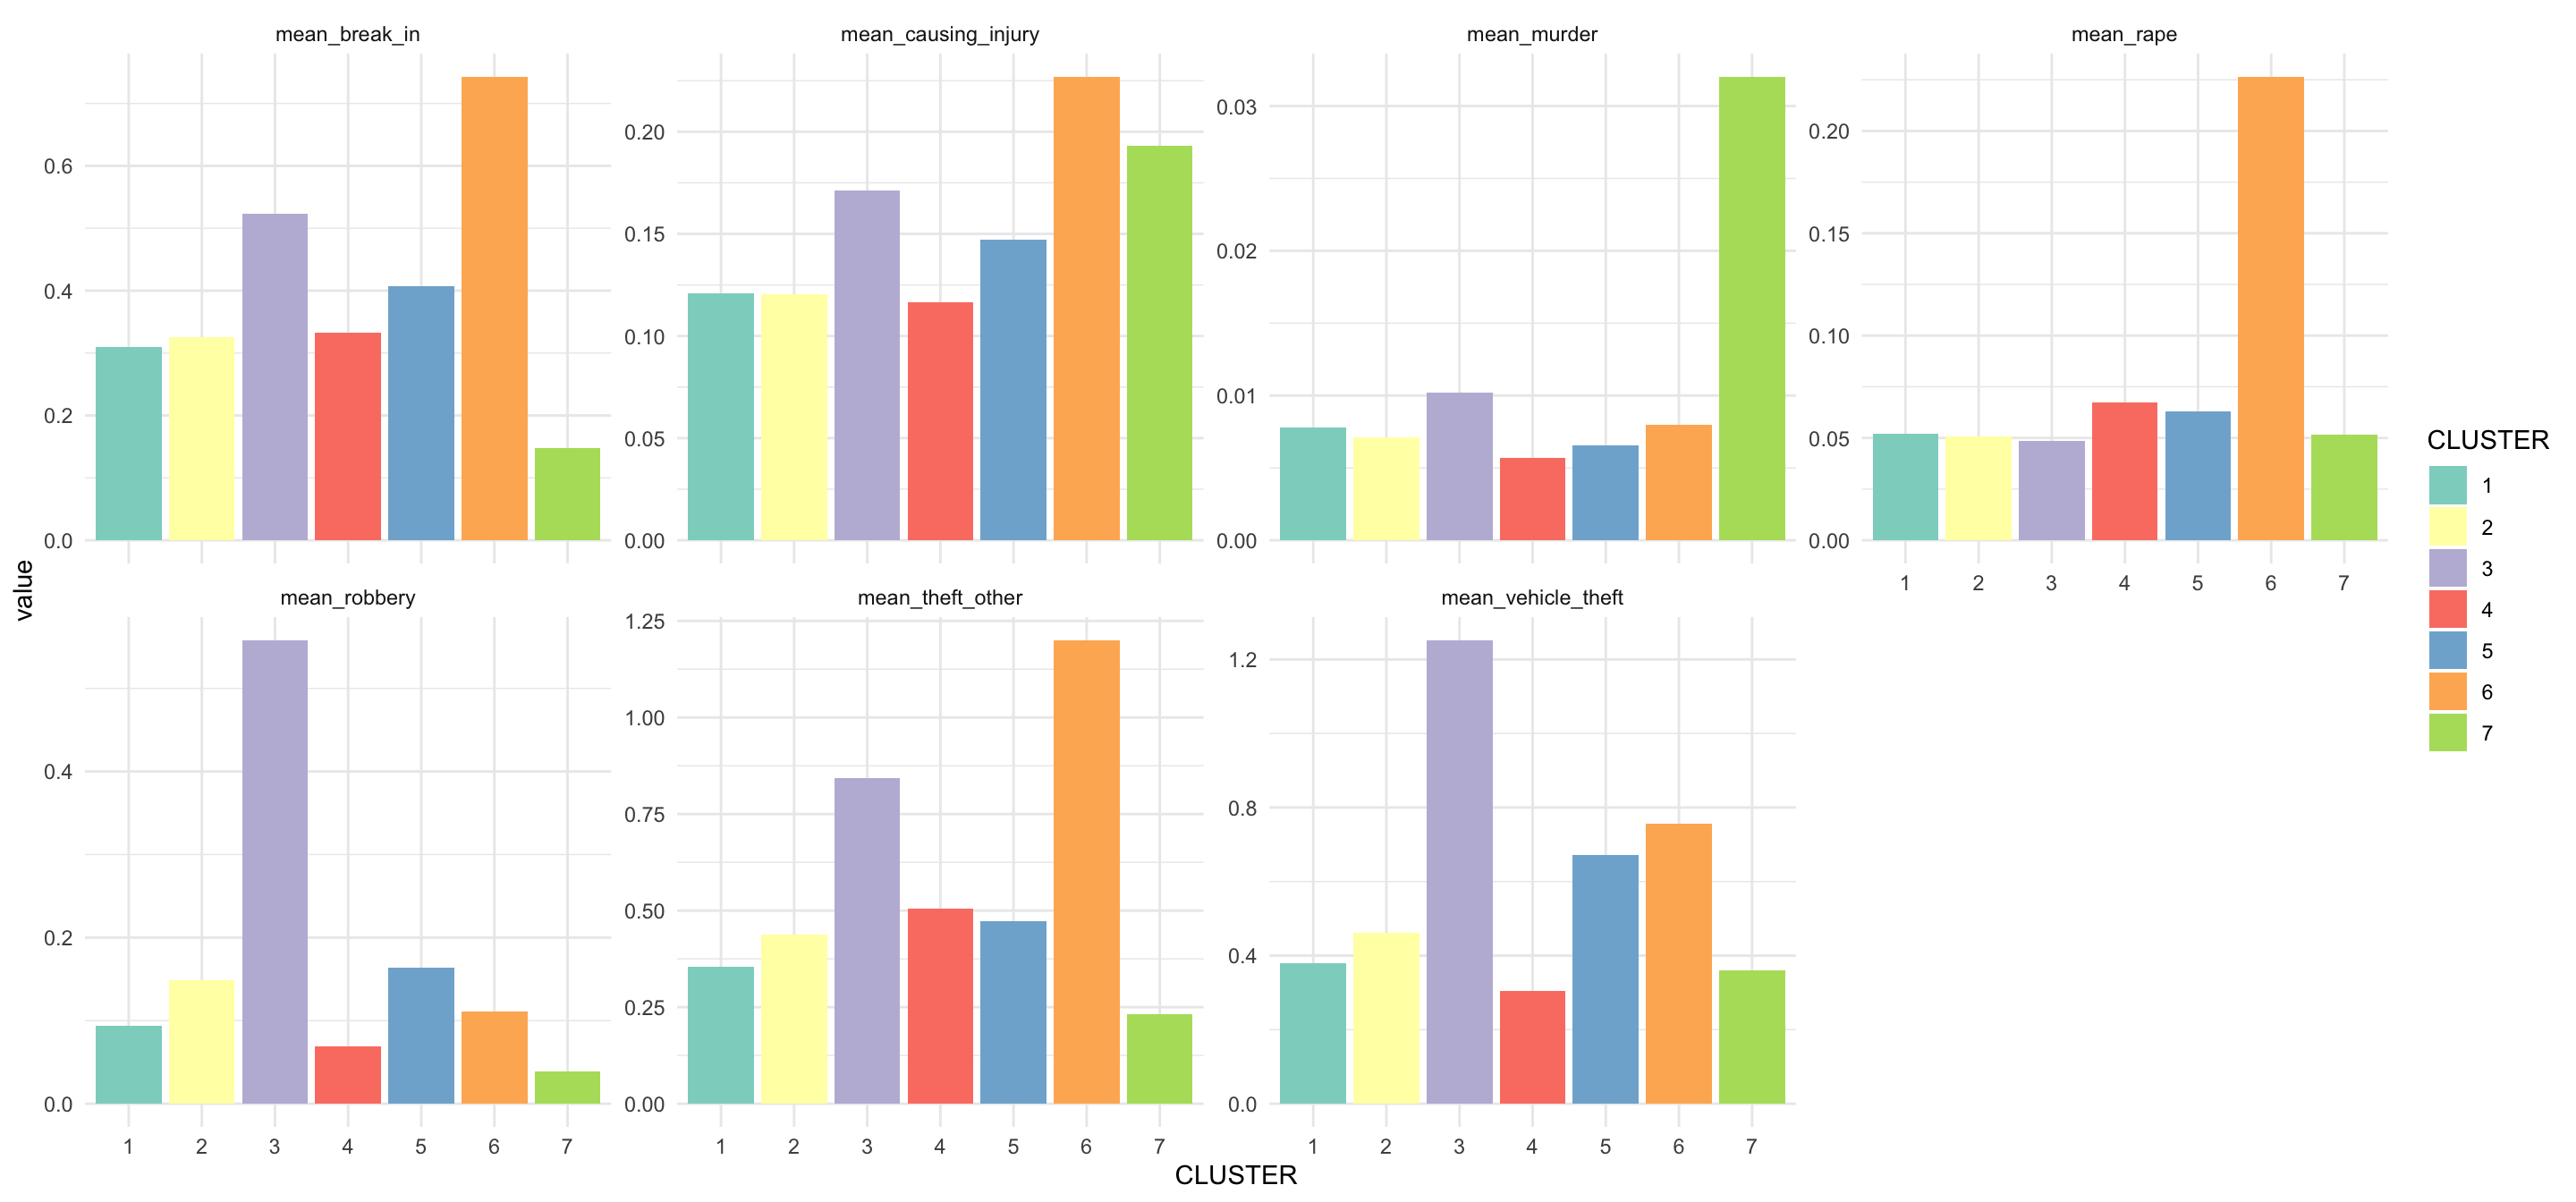 mean_break_in
mean_causing_injury
mean_murder
mean_rape
0.6
0.4
0.2
0.0
0.20
0.15
0.10
0.05
0.00
0.03
0.02
0.01
0.00
0.20
0.15
0.10
0.05
0.00
1 2 3 4 5 6 7
value
mean_robbery
mean_theft_other
mean_vehicle_theft
0.4
0.2
0.0
1.25
1.00
0.75
0.50
0.25
0.00
1.2
0.8
0.4
0.0
1 2 3 4 5 6 7
1 2 3 4 5 6 7
1 2 3 4 5 6 7
CLUSTER
CLUSTER
1
2
3
4
5
6
7